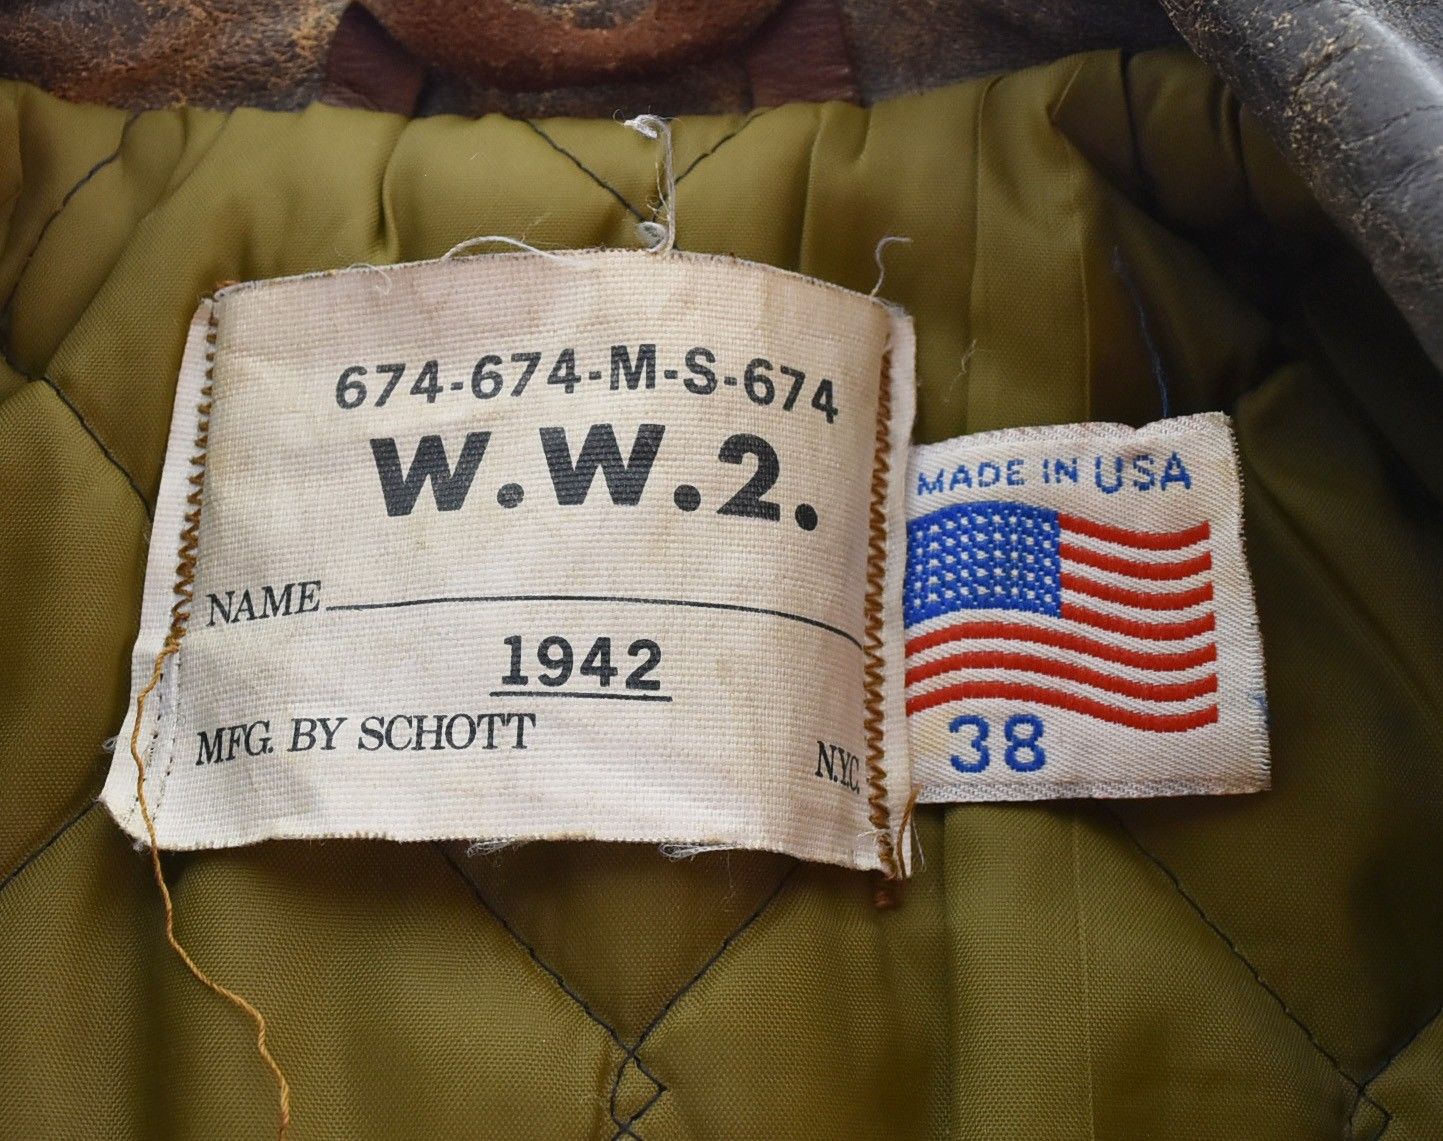 674-674-M-S-674
W.W.2.
NAME
1942
MFG. BY SCHOTT
N.Y.C.
MADE IN USA
38